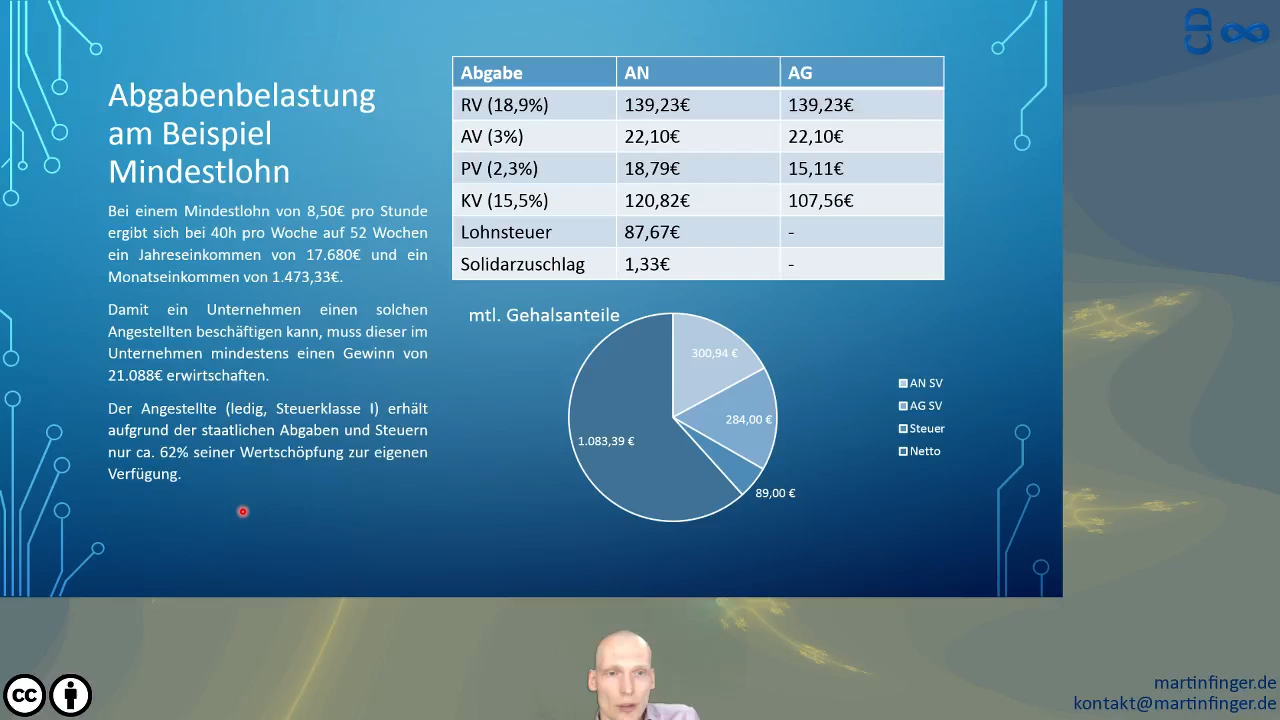 CD
Abgabenbelastung
am Beispiel
Mindestlohn
Bei einem Mindestlohn von 8,50€ pro Stunde
ergibt sich bei 40h pro Woche auf 52 Wochen
ein Jahreseinkommen von 17.680€ und ein
Monatseinkommen von 1.473,33€.
Damit ein Unternehmen einen solchen
Angestellten beschäftigen kann, muss dieser im
Unternehmen mindestens einen Gewinn von
21.088€ erwirtschaften.
Der Angestellte (ledig, Steuerklasse I) erhält
aufgrund der staatlichen Abgaben und Steuern
nur ca. 62% seiner Wertschöpfung zur eigenen
Verfügung.
Abgabe AN AG
RV (18,9%) 139,23€ 139,23€
AV (3%) 22,10€ 22,10€
PV (2,3%) 18,79€ 15,11€
KV (15,5%) 120,82€ 107,56€
Lohnsteuer 87,67€ -
Solidarzuschlag 1,33€ -
mtl. Gehalsanteile
300,94 €
284,00 €
1.083,39 €
89,00 €
AN SV
AG SV
Steuer
Netto
cc
martinfinger.de
kontakt@martinfinger.de